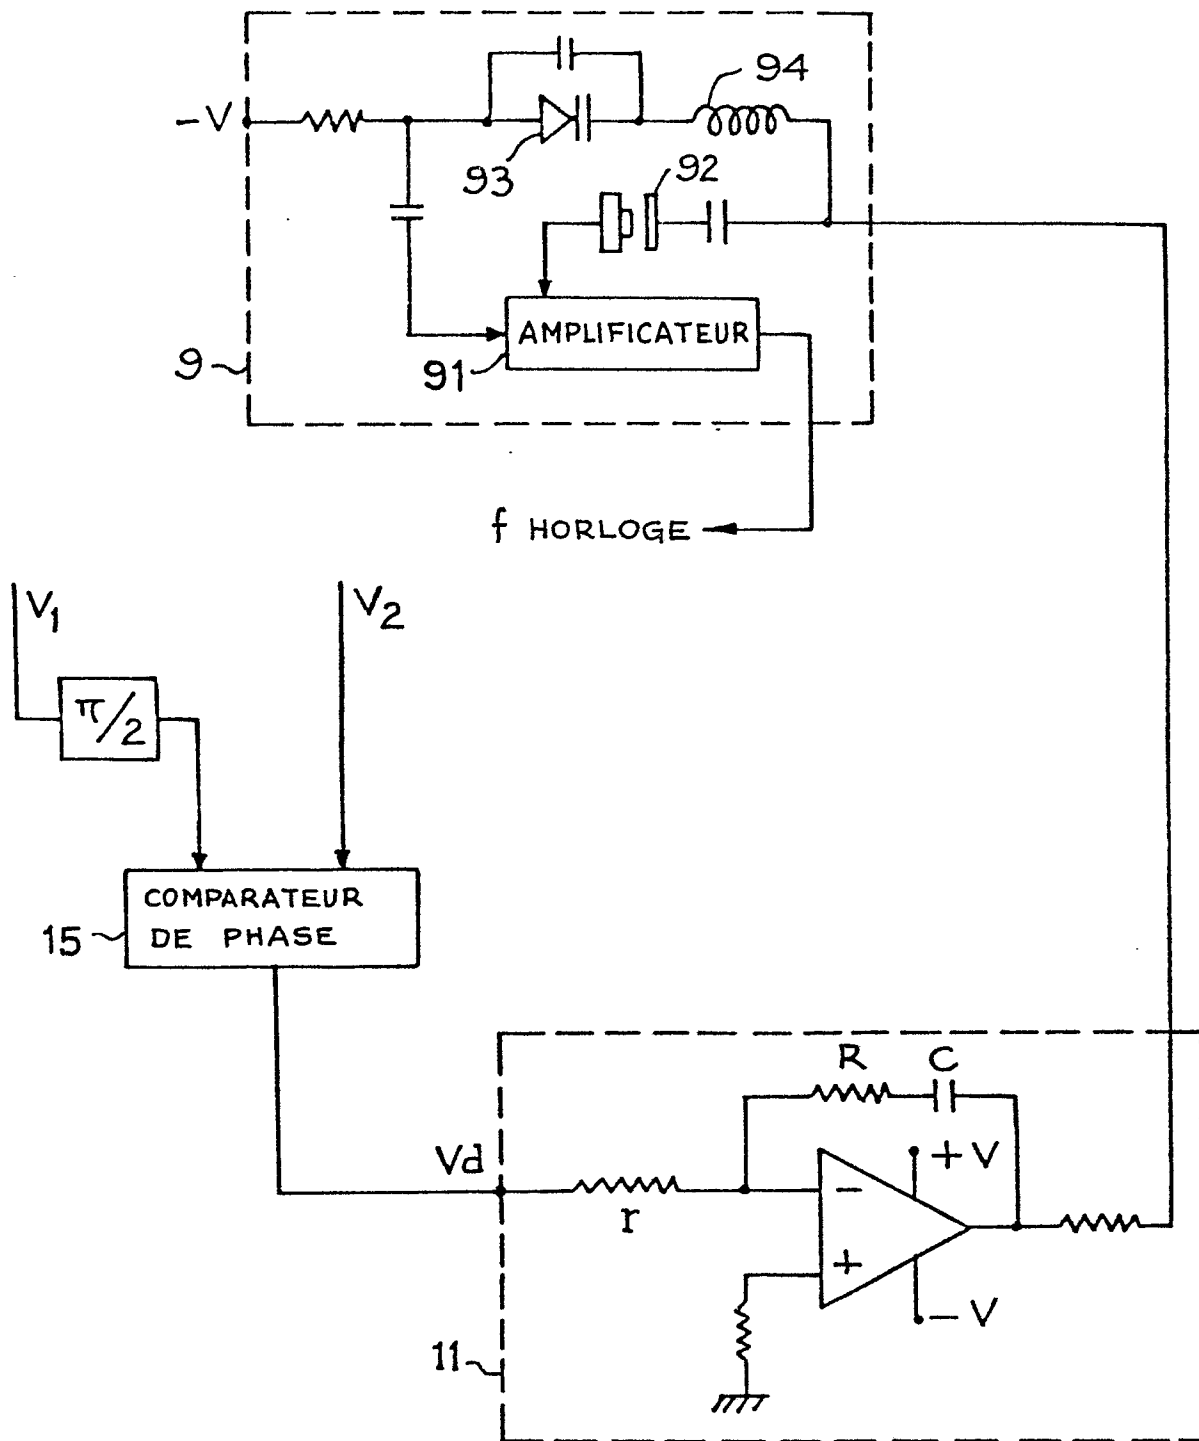 94
-V
93
92
AMPLIFICATEUR
9
91
f HORLOGE
V1
V2
π/2
COMPARATEUR
DE PHASE
15
R
C
Vd
+V
-
r
+
-V
11